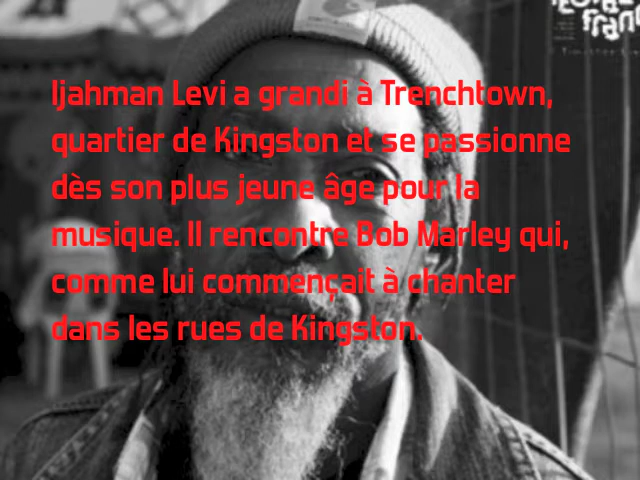 Ijahman Levi a grandi à Trenchtown,
quartier de Kingston et se passionne
dès son plus jeune âge pour la
musique. Il rencontre Bob Marley qui,
comme lui commençait à chanter
dans les rues de Kingston.